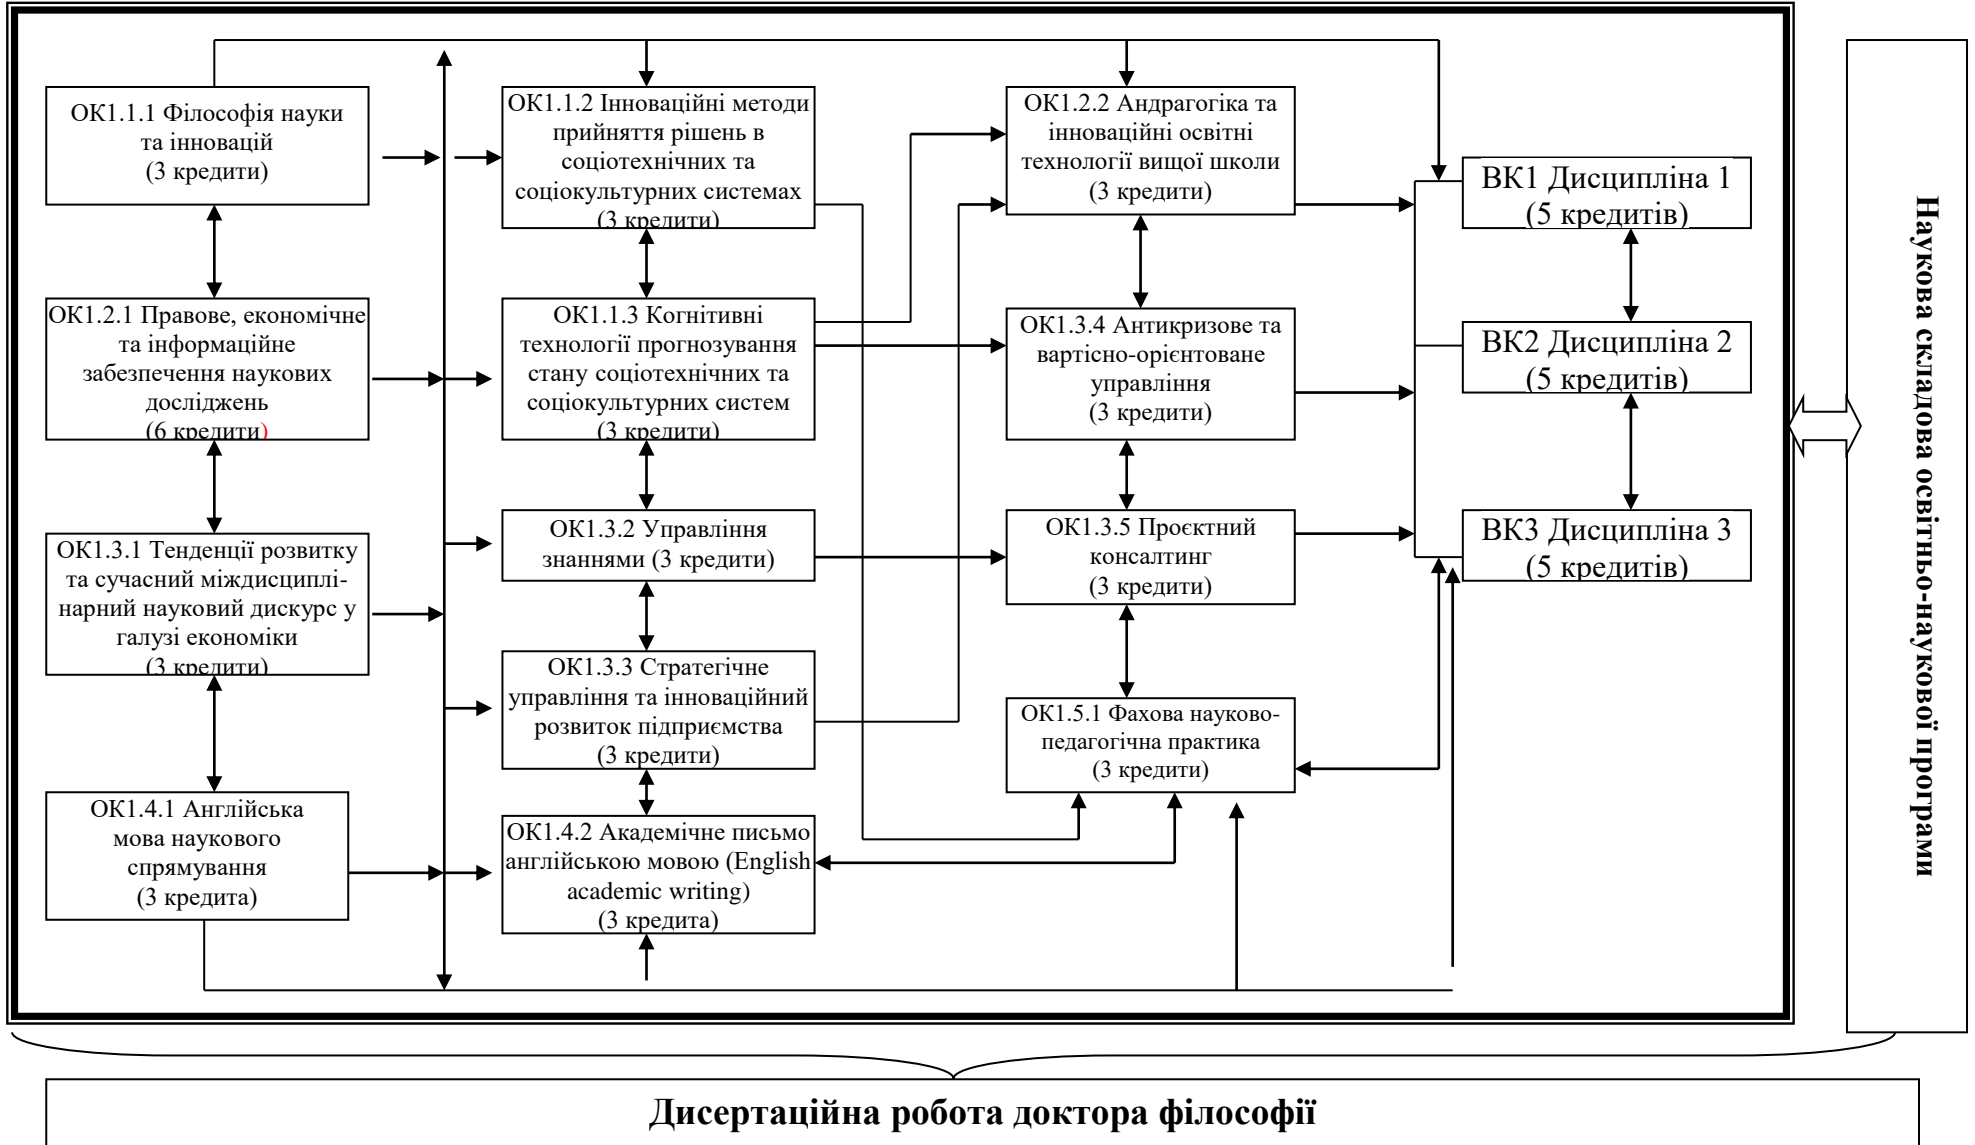 ОК1.1.1 Філософія науки
та інновацій
(3 кредити)
ОК1.2.1 Правове, економічне
та інформаційне
забезпечення наукових
досліджень
(6 кредити)
ОК1.3.1 Тенденції розвитку
та сучасний міждисциплі-
нарний науковий дискурс у
галузі економіки
(3 кредити)
ОК1.4.1 Англійська
мова наукового
спрямування
(3 кредита)
ОК1.1.2 Інноваційні методи
прийняття рішень в
соціотехнічних та
соціокультурних системах
(3 кредити)
ОК1.1.3 Когнітивні
технології прогнозування
стану соціотехнічних та
соціокультурних систем
(3 кредити)
ОК1.3.2 Управління
знаннями (3 кредити)
ОК1.3.3 Стратегічне
управління та інноваційний
розвиток підприємства
(3 кредити)
ОК1.4.2 Академічне письмо
англійською мовою (English
academic writing)
(3 кредита)
ОК1.2.2 Андрагогіка та
інноваційні освітні
технології вищої школи
(3 кредити)
ОК1.3.4 Антикризове та
вартісно-орієнтоване
управління
(3 кредити)
ОК1.3.5 Проєктний
консалтинг
(3 кредити)
ОК1.5.1 Фахова науково-
педагогічна практика
(3 кредити)
ВК1 Дисципліна 1
(5 кредитів)
ВК2 Дисципліна 2
(5 кредитів)
ВК3 Дисципліна 3
(5 кредитів)
Наукова складова освітньо-наукової програми
Дисертаційна робота доктора філософії